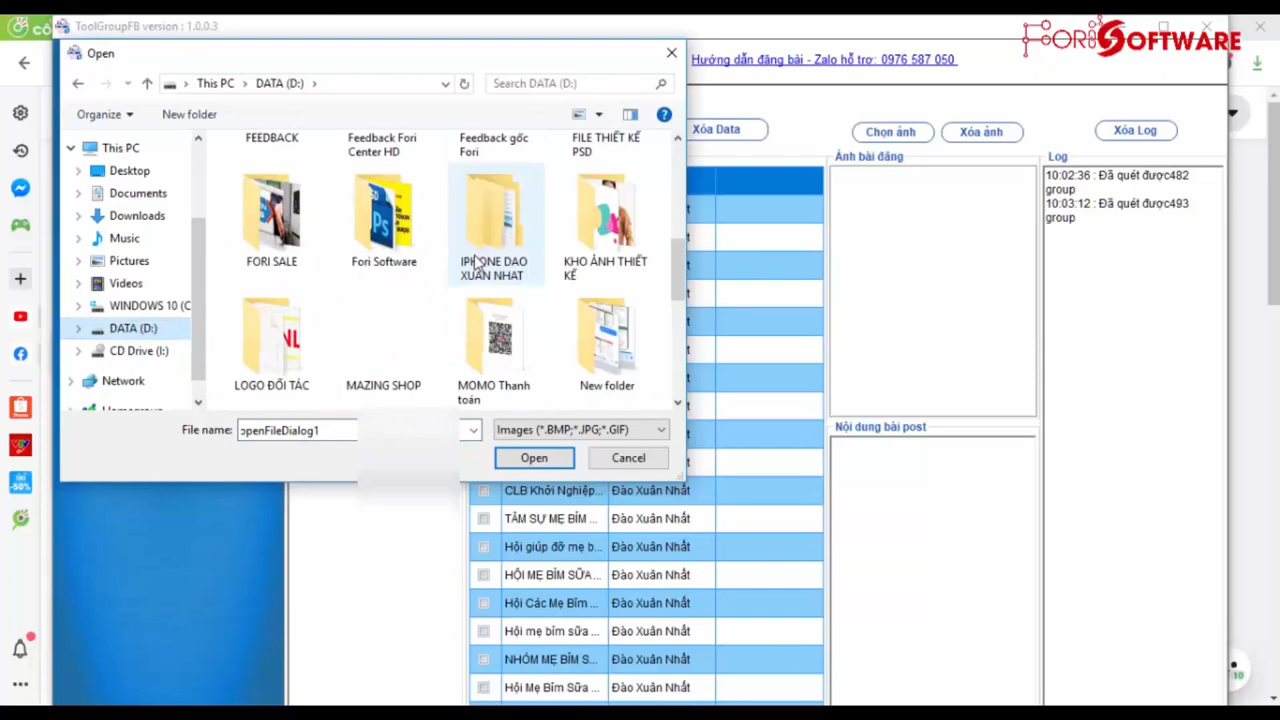 ToolGroupFB version : 1.0.0.3
FORI SOFTWARE
Open
Hướng dẫn đăng bài - Zalo hỗ trợ: 0976 587 050
This PC
DATA (D:)
Search DATA (D:)
Organize
New folder
Xóa Data
Chọn ảnh
Xóa ảnh
Xóa Log
FEEDBACK
Feedback Fori
Center HD
Feedback gốc
Fori
FILE THIẾT KẾ
PSD
This PC
Desktop
Documents
Downloads
Music
Pictures
Videos
WINDOWS 10 (C
DATA (D:)
CD Drive (I:)
Network
FORI SALE
Fori Software
IPHONE DAO
XUAN NHAT
KHO ẢNH THIẾT
KẾ
LOGO ĐỐI TÁC
MAZING SHOP
MOMO Thanh
toán
New folder
File name:
openFileDialog1
Images (*.BMP;*.JPG;*.GIF)
Open
Cancel
Ảnh bài đăng
Log
10:02:36 : Đã quét được482
group
10:03:12 : Đã quét được493
group
Nội dung bài post
CLB Khởi Nghiệp... Đào Xuân Nhất
TÂM SỰ MẸ BỈM ... Đào Xuân Nhất
Hội giúp đỡ mẹ b... Đào Xuân Nhất
HỘI MẸ BỈM SỮA... Đào Xuân Nhất
Hội Các Mẹ Bỉm ... Đào Xuân Nhất
Hội mẹ bỉm sữa ... Đào Xuân Nhất
NHÓM MẸ BỈM S... Đào Xuân Nhất
Hội Mẹ Bỉm Sữa ... Đào Xuân Nhất
-50%
10